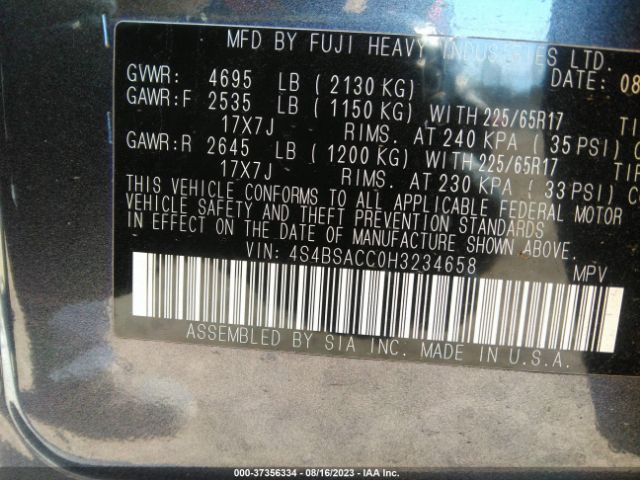 MFD BY FUJI HEAVY INDUSTRIES LTD.
GVWR: 4695 LB ( 2130 KG) DATE: 08
GAWR:F 2535 LB ( 1150 KG) WITH 225/65R17
17X7J RIMS. AT 240 KPA 35 PSI)
GAWR:R 2645 LB ( 1200 KG) WITH 225/65R17
17X7J RIMS. AT 230 KPA ( 33 PSI)
THIS VEHICLE CONFORMS TO ALL APPLICABLE FEDERAL MOTOR
VEHICLE SAFETY AND THEFT PREVENTION STANDARDS
IN EFFECT ON THE DATE OF MANUFACTURE SHOWN ABOVE.
VIN: 4S4BSACC0H3234658 MPV
ASSEMBLED BY SIA INC. MADE IN U.S.A.
000-37356334 - 08/16/2023 - IAA Inc.